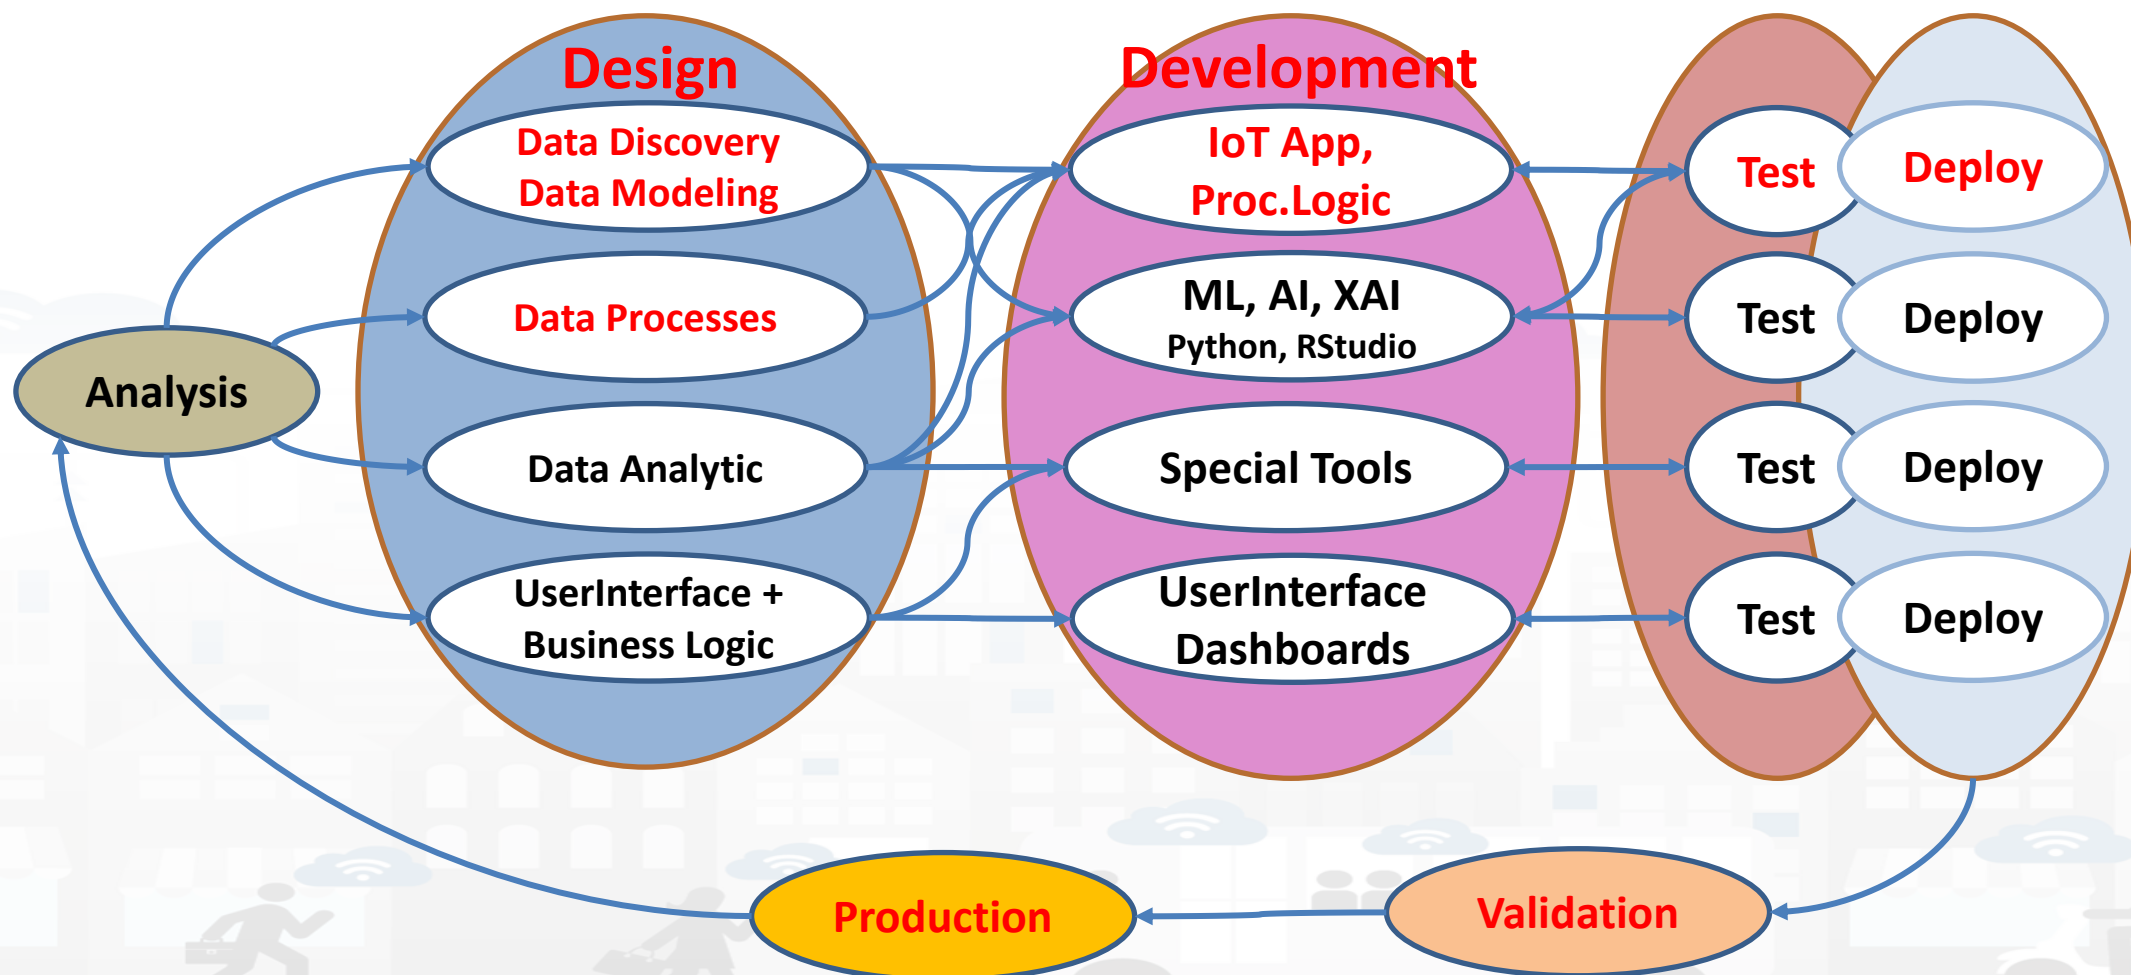 Design
Development
Data Discovery
Data Modeling
IoT App,
Proc.Logic
Test
Deploy
Data Processes
ML, AI, XAI
Python, RStudio
Test
Deploy
Analysis
Data Analytic
Special Tools
Test
Deploy
UserInterface +
Business Logic
UserInterface
Dashboards
Test
Deploy
Production
Validation